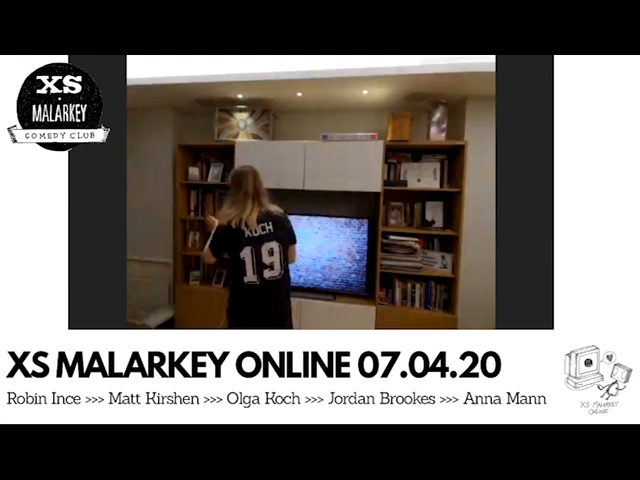 XS
MALARKEY
COMEDY CLUB
KOCH
19
XS MALARKEY ONLINE 07.04.20
Robin Ince >>> Matt Kirshen >>> Olga Koch >>> Jordan Brookes >>> Anna Mann
XS MALARKEY
ONLINE